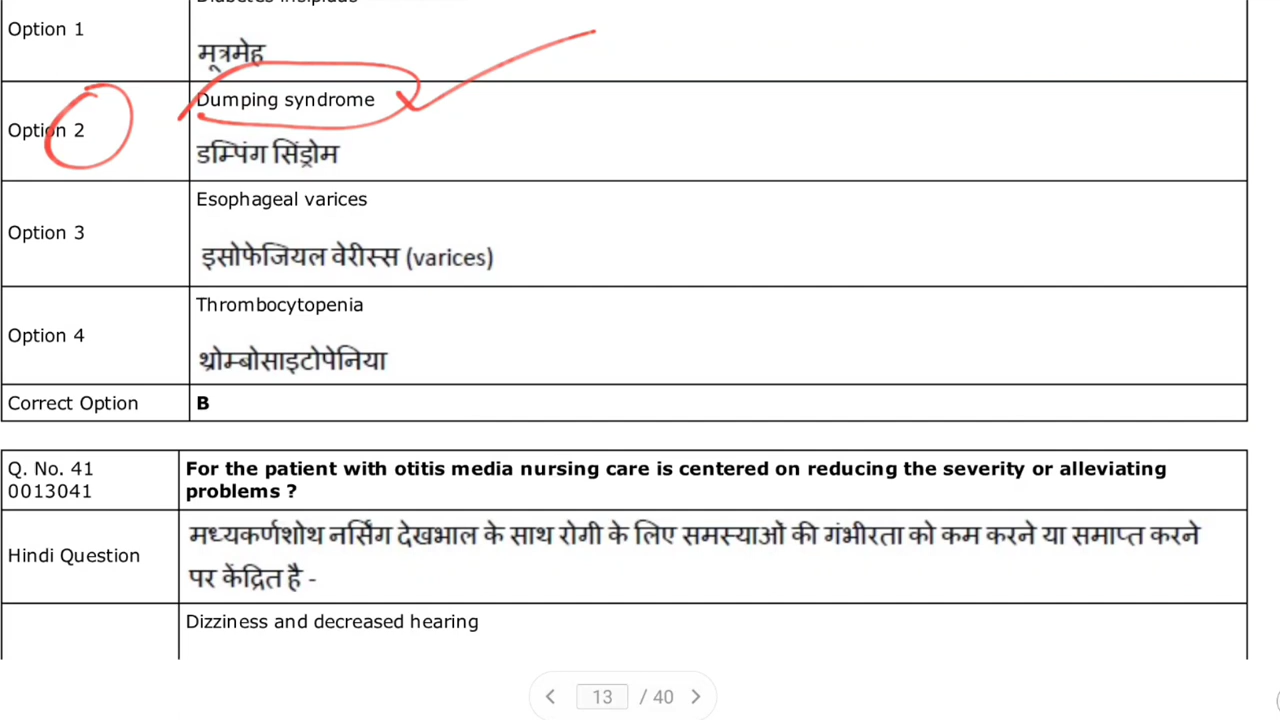 Diabetes insipidus
Option 1
मूत्रमेह
Dumping syndrome
Option 2
डम्पिंग सिंड्रोम
Esophageal varices
Option 3
इसोफेजियल वेरीस्स (varices)
Thrombocytopenia
Option 4
थ्रोम्बोसाइटोपेनिया
Correct Option B
Q. No. 41 For the patient with otitis media nursing care is centered on reducing the severity or alleviating
0013041 problems ?
मध्यकर्णशोथ नर्सिंग देखभाल के साथ रोगी के लिए समस्याओं की गंभीरता को कम करने या समाप्त करने
Hindi Question
पर केंद्रित है -
Dizziness and decreased hearing
13 / 40